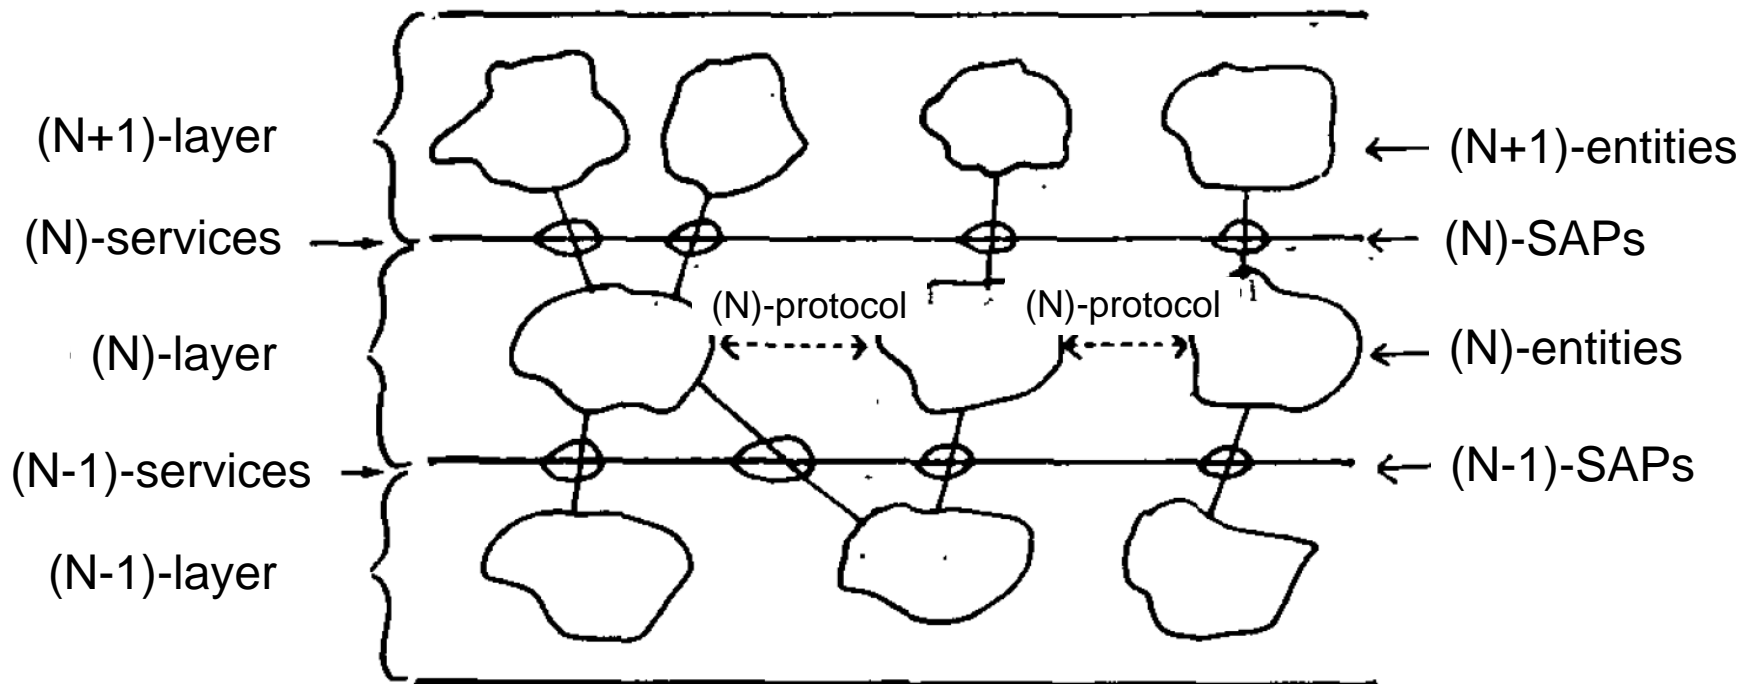 (N+1)-layer
(N+1)-entities
(N)-services
(N)-SAPs
(N)-protocol
(N)-protocol
(N)-layer
(N)-entities
(N-1)-services
(N-1)-SAPs
(N-1)-layer